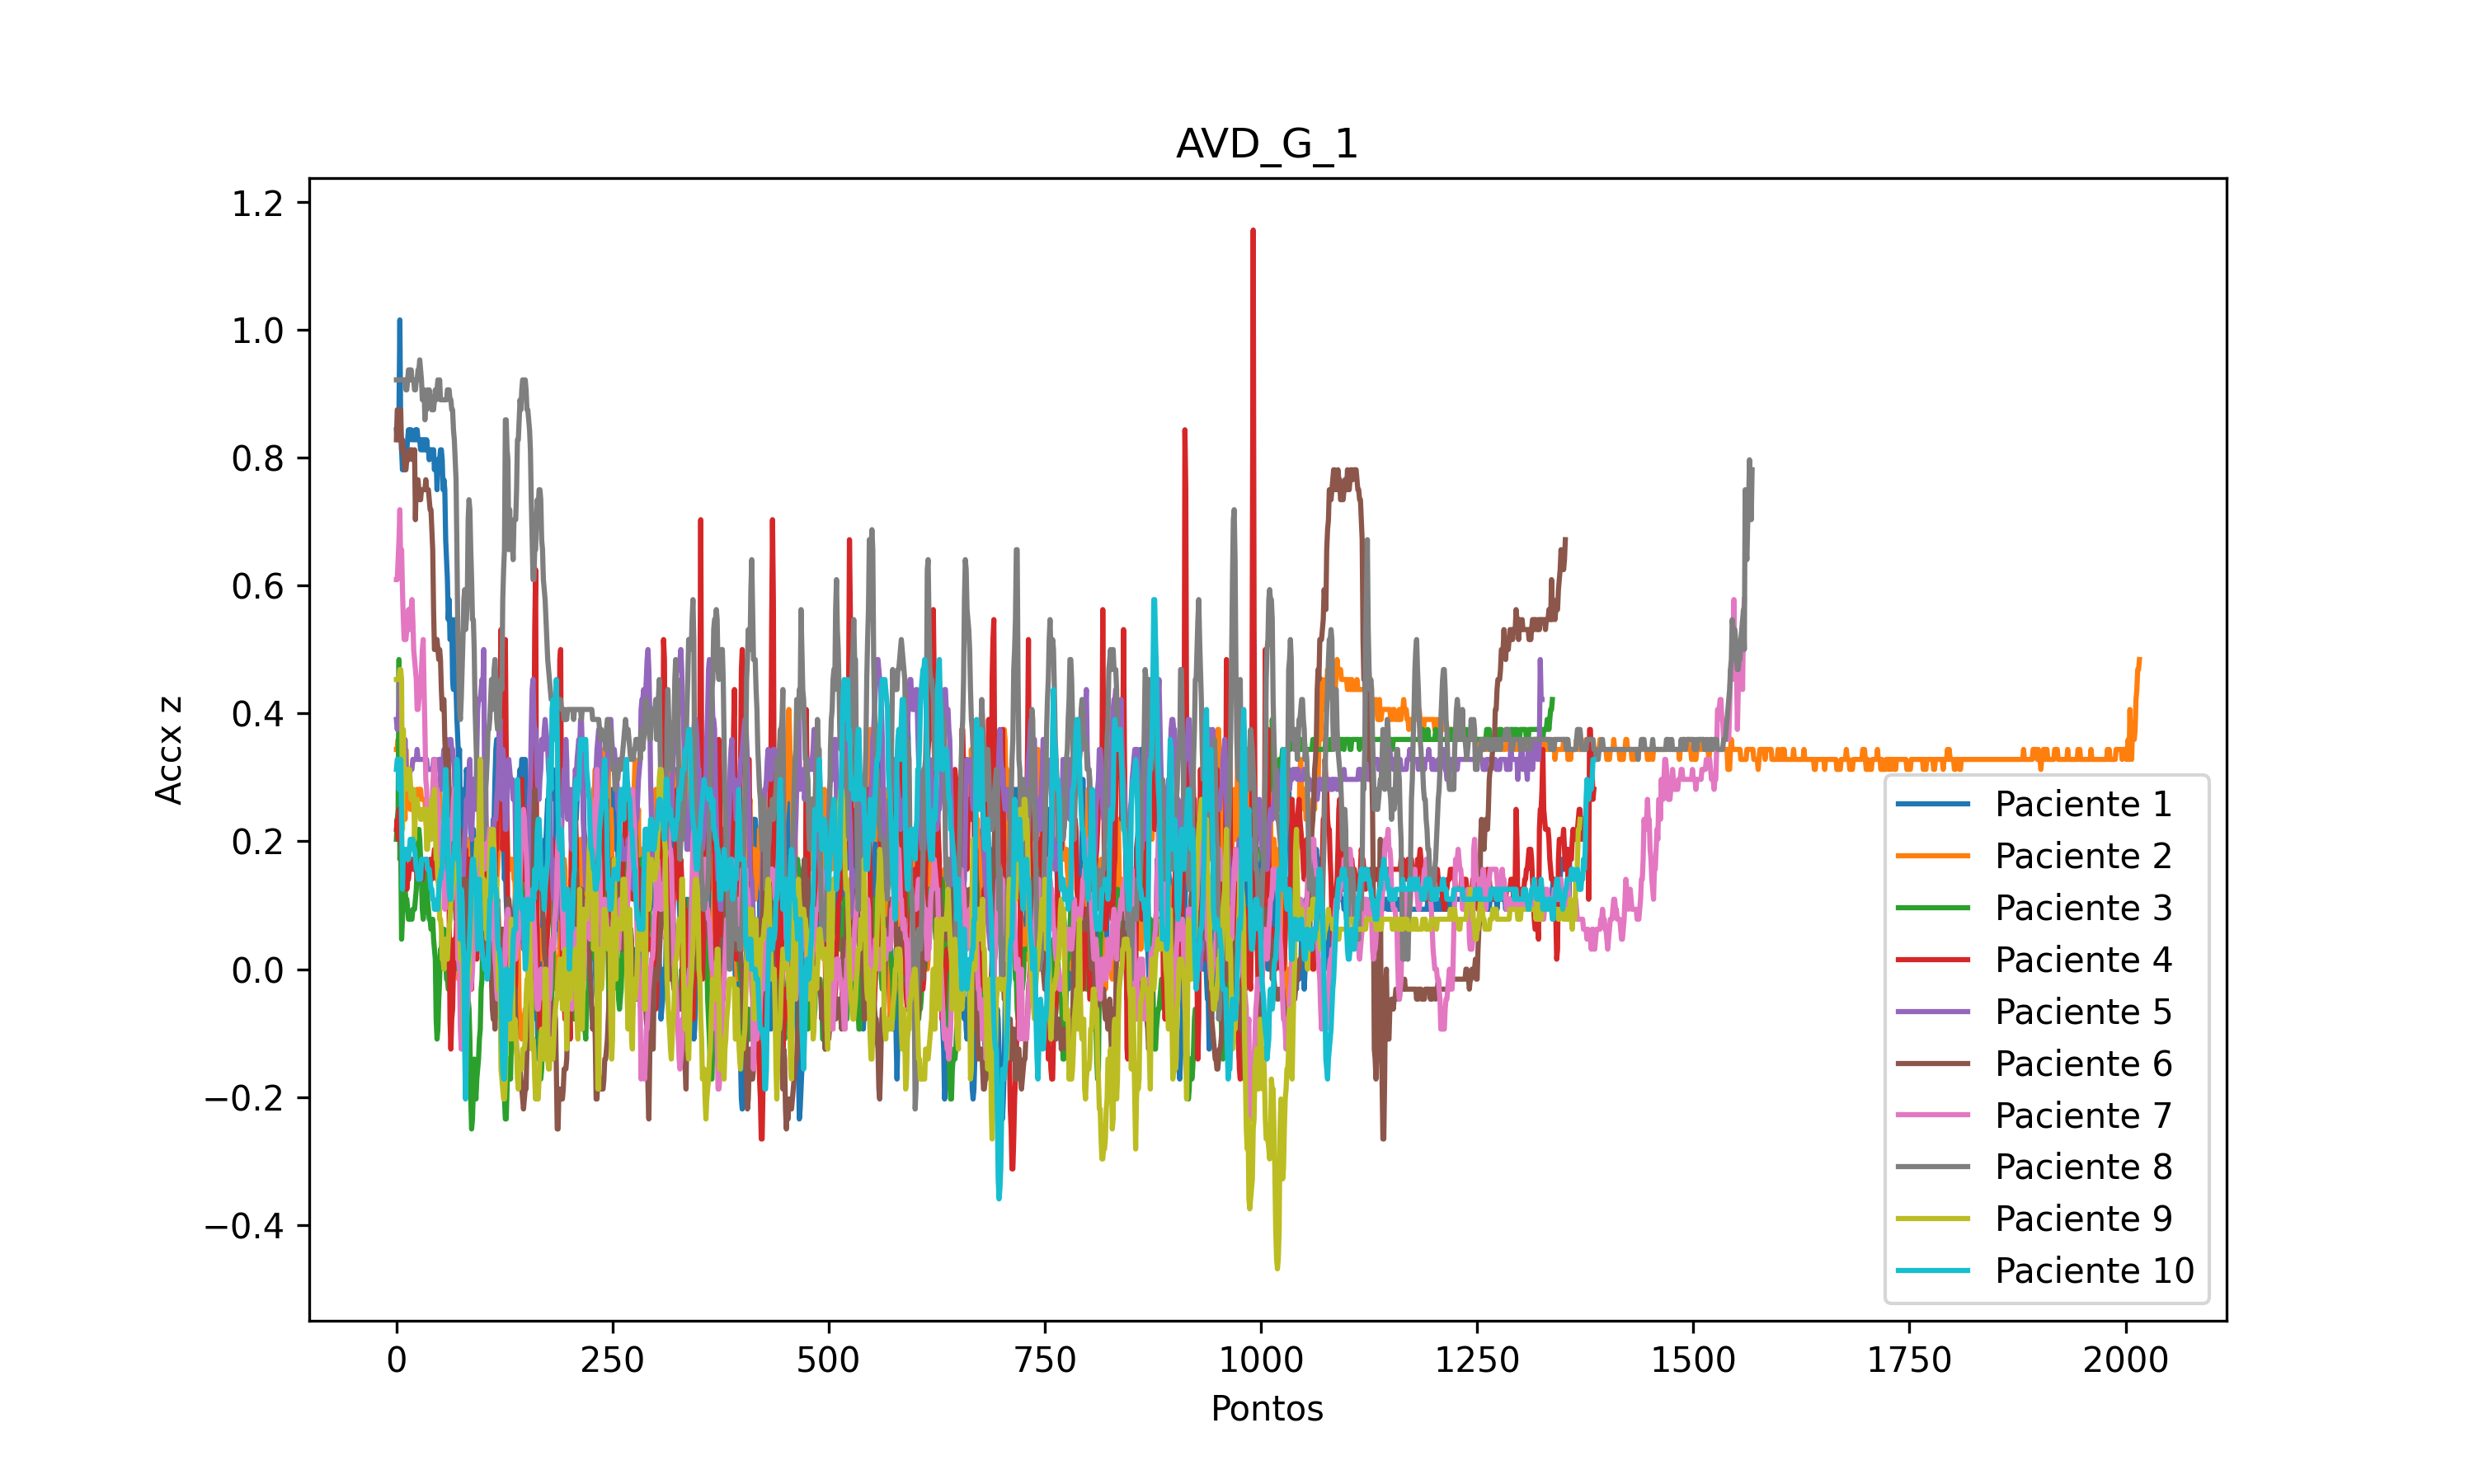 AVD_G_1
1.2
1.0
0.8
0.6
0.4
0.2
0.0
−0.2
−0.4
Accx z
0 250 500 750 1000 1250 1500 1750 2000
Pontos
Paciente 1
Paciente 2
Paciente 3
Paciente 4
Paciente 5
Paciente 6
Paciente 7
Paciente 8
Paciente 9
Paciente 10